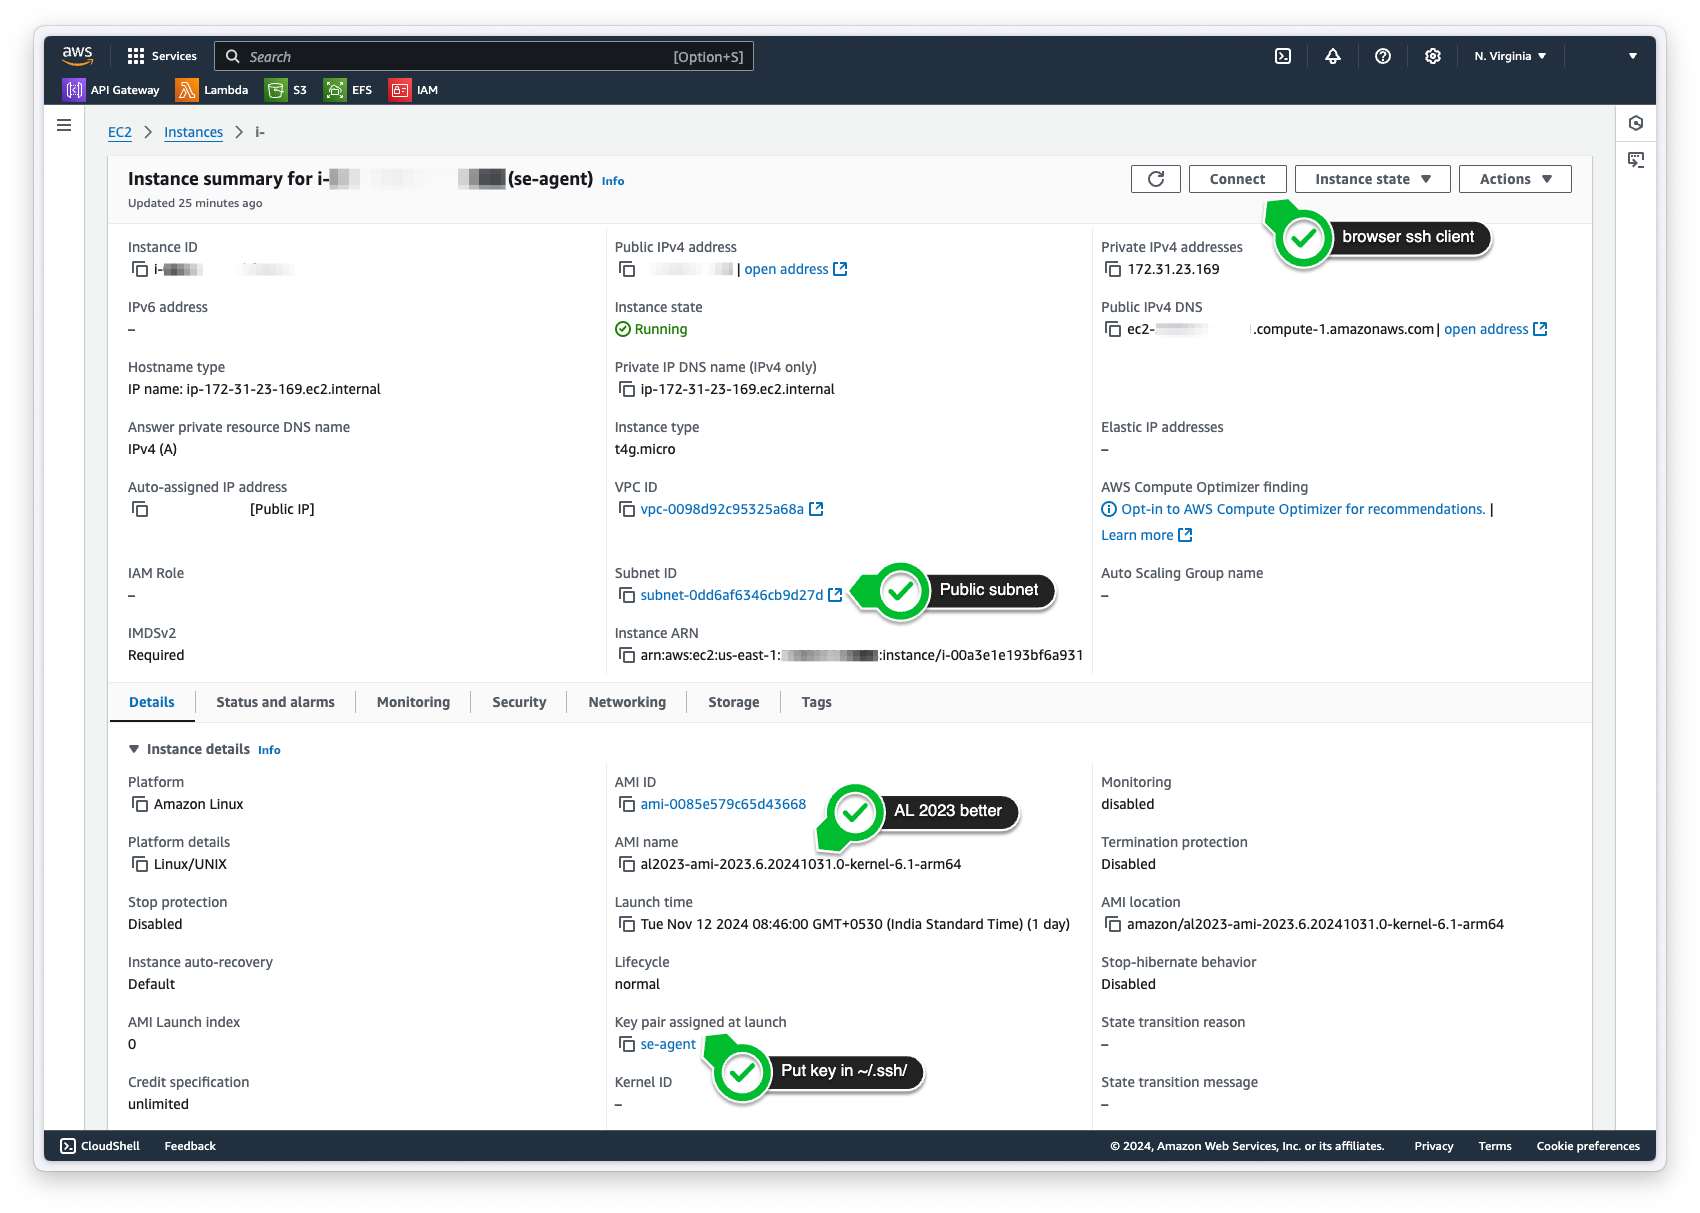 aws
Services
Search
[Option+S]
N. Virginia
API Gateway
Lambda
S3
EFS
IAM
EC2
Instances
i-
Instance summary for i-
(se-agent)
Info
Updated 25 minutes ago
Connect
Instance state
Actions
browser ssh client
Instance ID
i-
Public IPv4 address
| open address
Private IPv4 addresses
172.31.23.169
IPv6 address
–
Instance state
Running
Public IPv4 DNS
ec2-
.compute-1.amazonaws.com | open address
Hostname type
IP name: ip-172-31-23-169.ec2.internal
Private IP DNS name (IPv4 only)
ip-172-31-23-169.ec2.internal
Answer private resource DNS name
IPv4 (A)
Instance type
t4g.micro
Elastic IP addresses
–
Auto-assigned IP address
[Public IP]
VPC ID
vpc-0098d92c95325a68a
AWS Compute Optimizer finding
Opt-in to AWS Compute Optimizer for recommendations. |
Learn more
IAM Role
–
Subnet ID
subnet-0dd6af6346cb9d27d
Public subnet
Auto Scaling Group name
–
IMDSv2
Required
Instance ARN
arn:aws:ec2:us-east-1:
:instance/i-00a3e1e193bf6a931
Details
Status and alarms
Monitoring
Security
Networking
Storage
Tags
Instance details
Info
Platform
Amazon Linux
AMI ID
ami-0085e579c65d43668
AL 2023 better
Monitoring
disabled
Platform details
Linux/UNIX
AMI name
al2023-ami-2023.6.20241031.0-kernel-6.1-arm64
Termination protection
Disabled
Stop protection
Disabled
Launch time
Tue Nov 12 2024 08:46:00 GMT+0530 (India Standard Time) (1 day)
AMI location
amazon/al2023-ami-2023.6.20241031.0-kernel-6.1-arm64
Instance auto-recovery
Default
Lifecycle
normal
Stop-hibernate behavior
Disabled
AMI Launch index
0
Key pair assigned at launch
se-agent
Put key in ~/.ssh/
State transition reason
–
Credit specification
unlimited
Kernel ID
–
State transition message
–
CloudShell
Feedback
© 2024, Amazon Web Services, Inc. or its affiliates.
Privacy
Terms
Cookie preferences